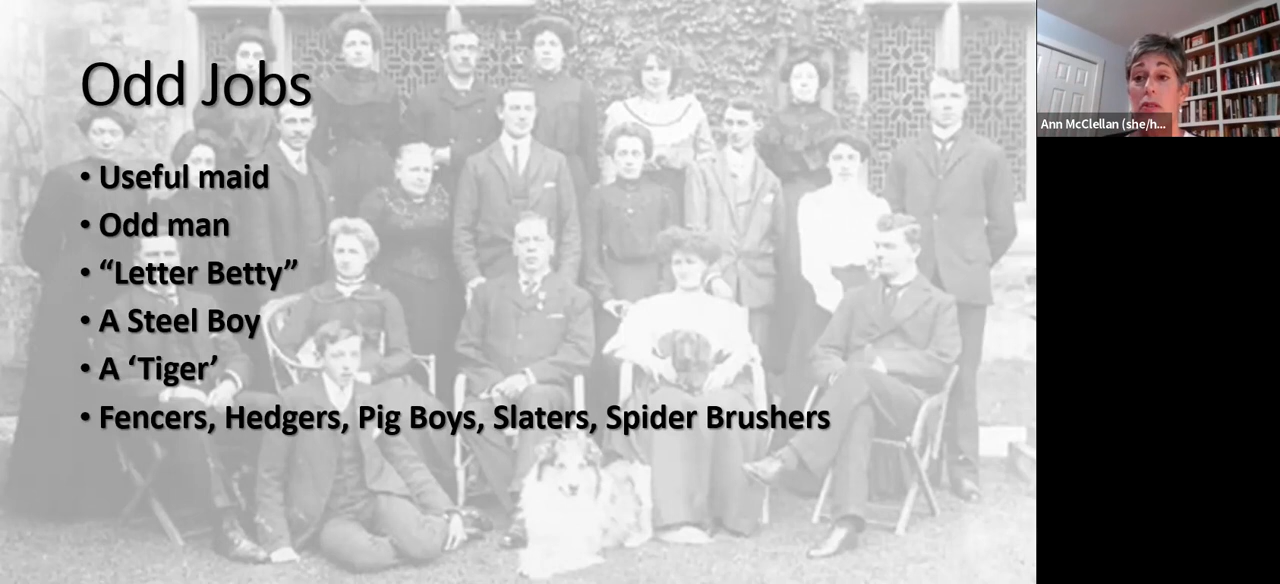 Odd Jobs
• Useful maid
• Odd man
• “Letter Betty”
• A Steel Boy
• A ‘Tiger’
• Fencers, Hedgers, Pig Boys, Slaters, Spider Brushers
Ann McClellan (she/h...